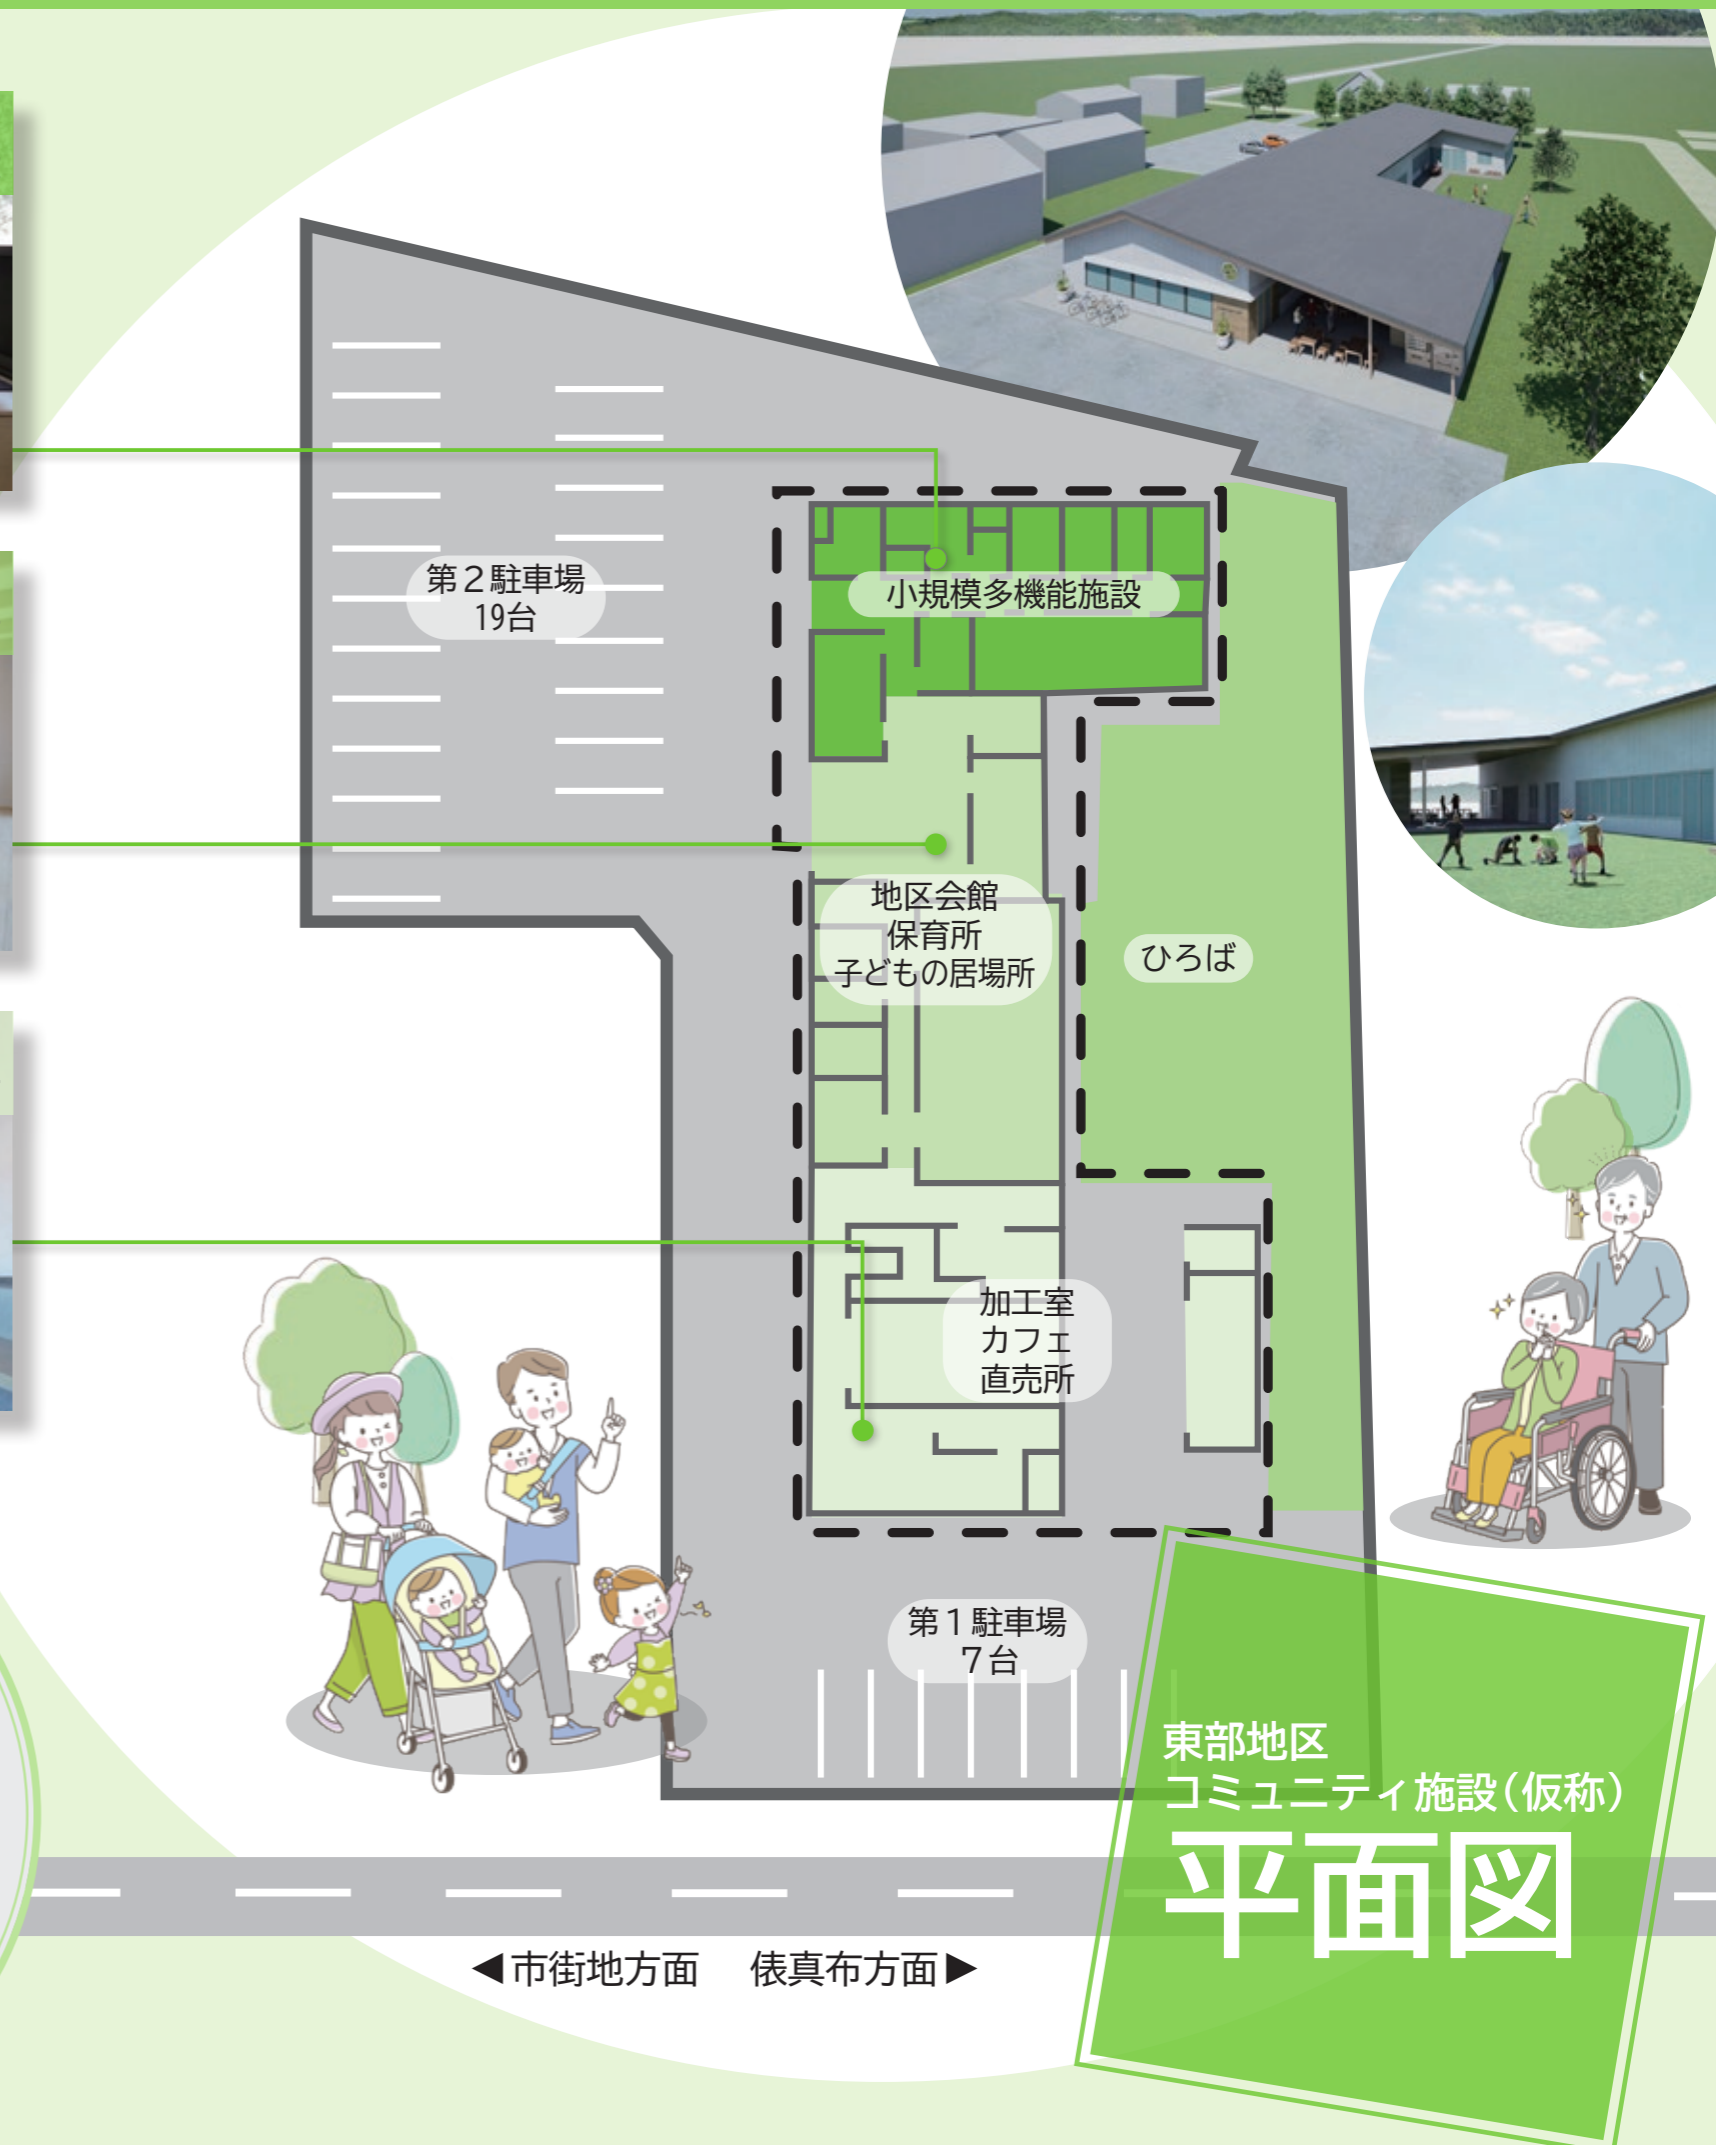 第2駐車場
19台
小規模多機能施設
地区会館
保育所
子どもの居場所
ひろば
加工室
カフェ
直売所
第1駐車場
7台
東部地区
コミュニティ施設(仮称)
平面図
◀市街地方面 俵真布方面▶